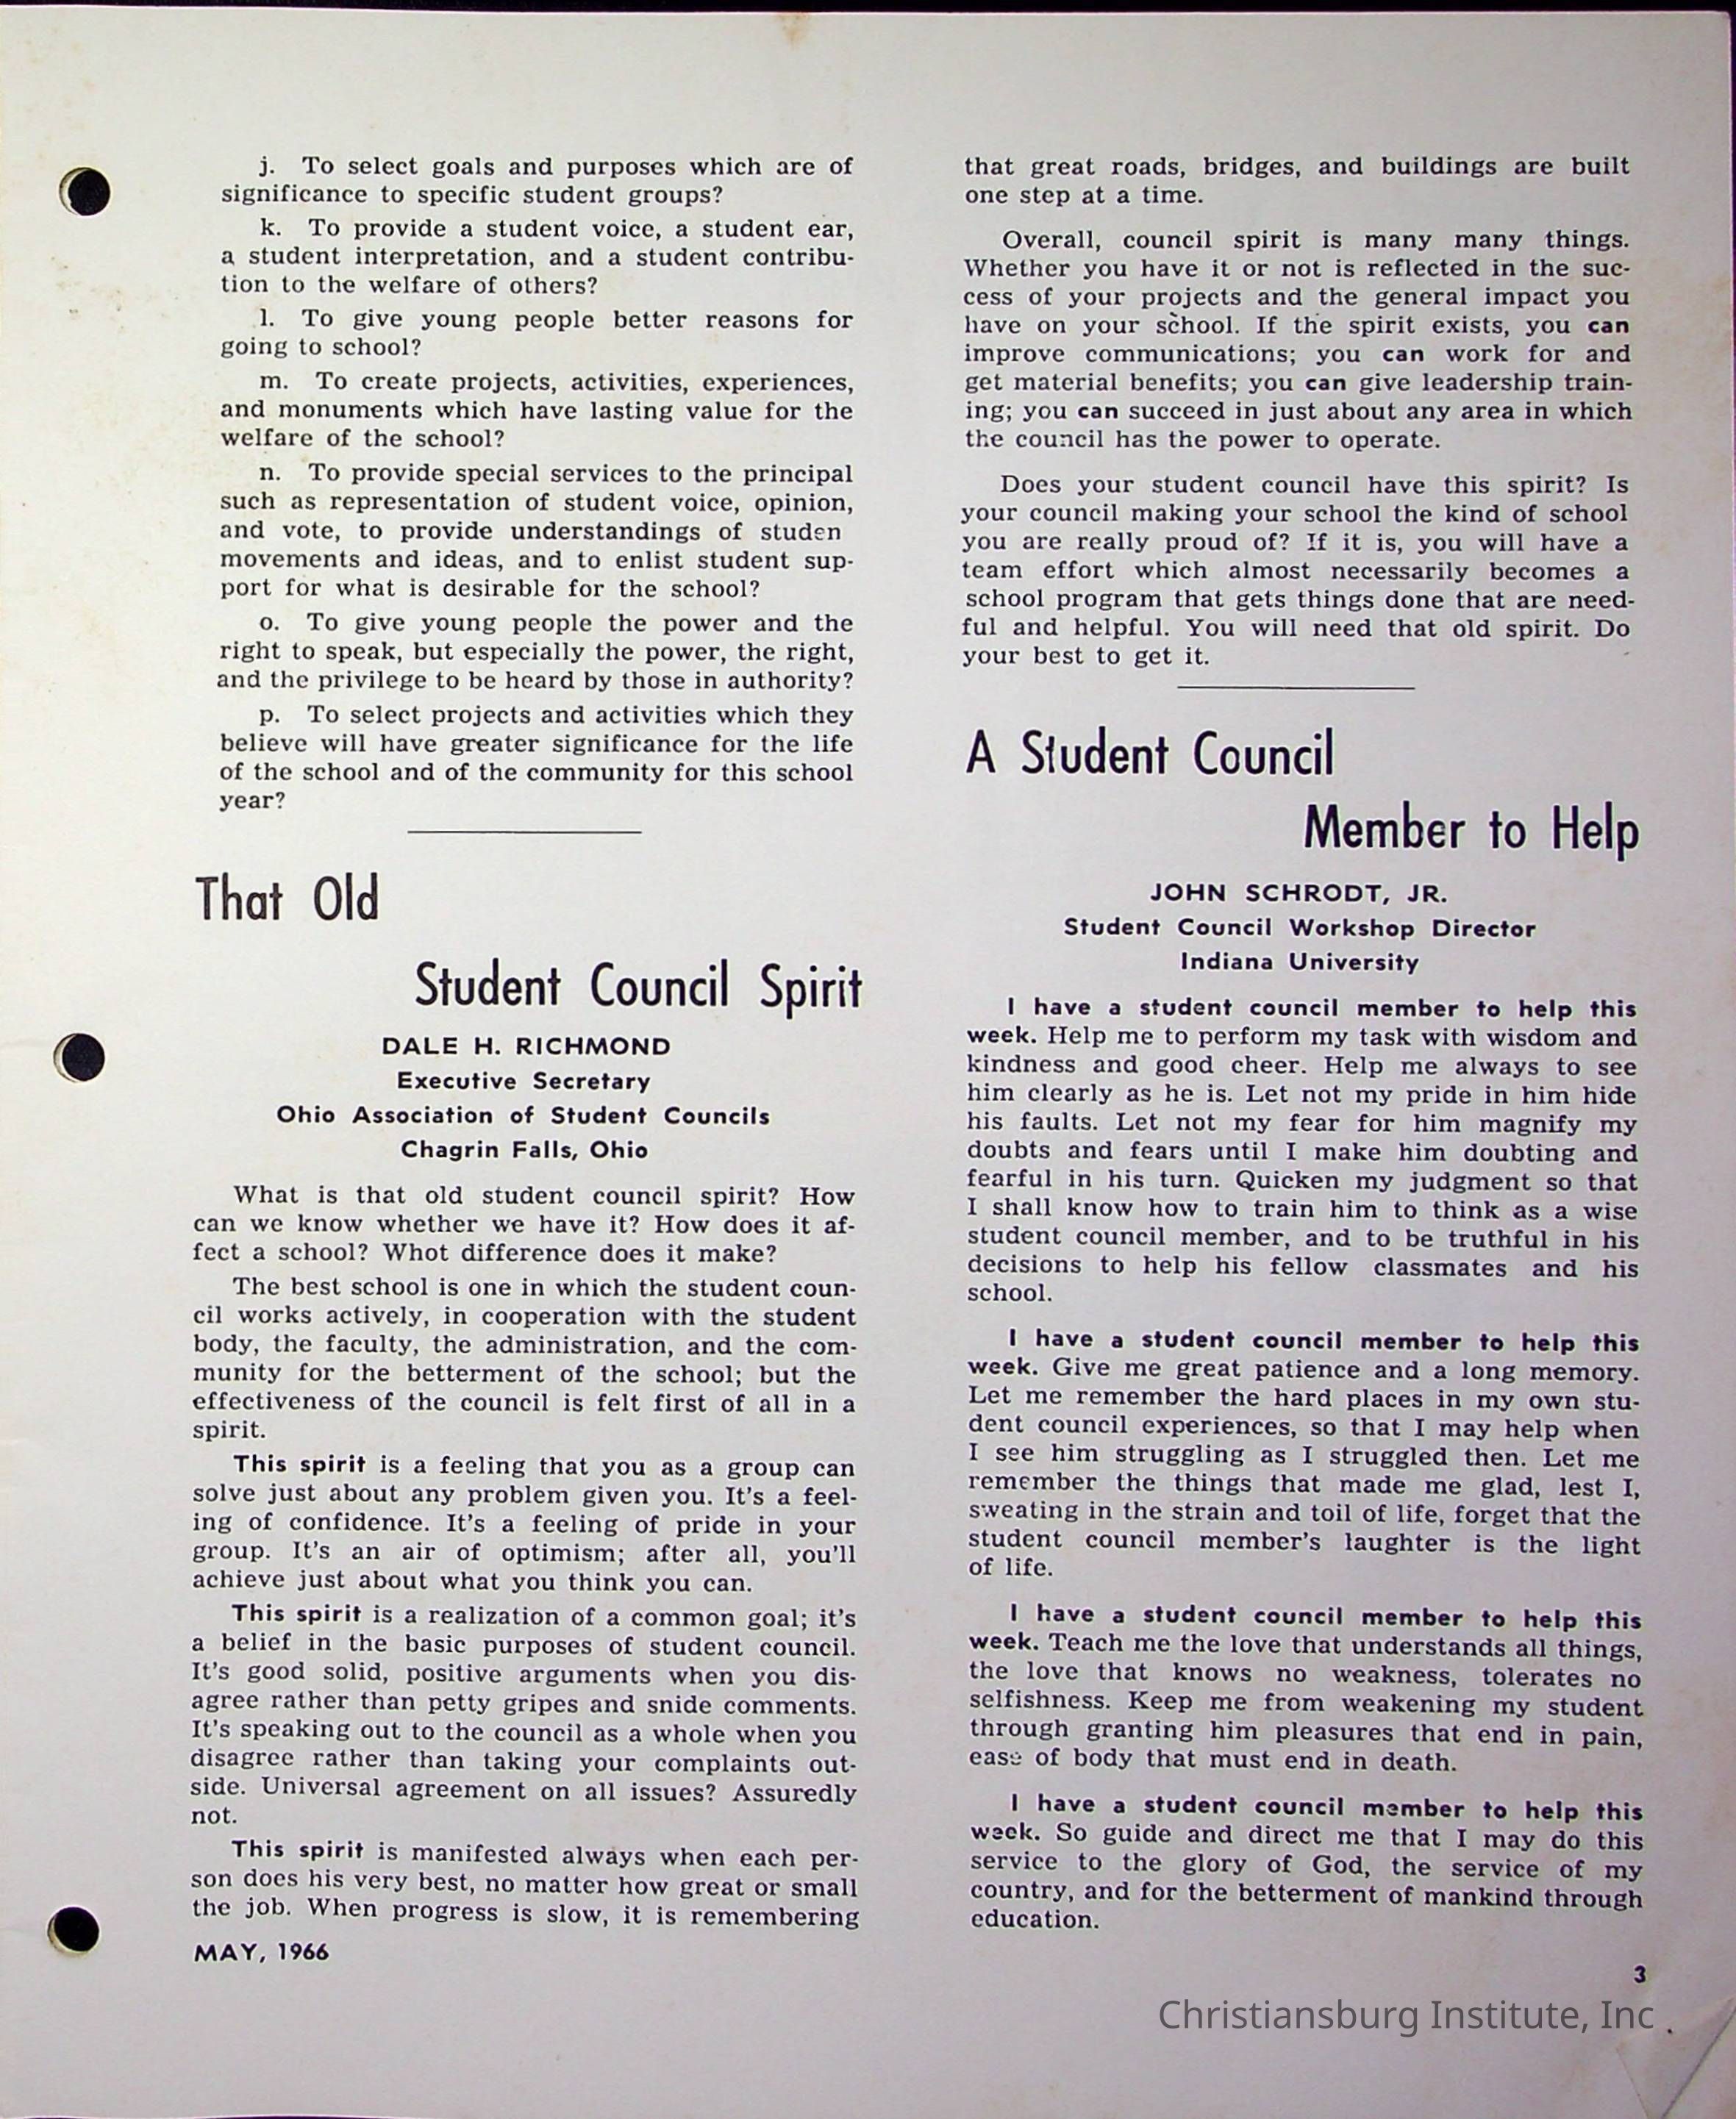 j. To select goals and purposes which are of
significance to specific student groups?
k. To provide a student voice, a student ear,
a student interpretation, and a student contribu-
tion to the welfare of others?
l. To give young people better reasons for
going to school?
m. To create projects, activities, experiences,
and monuments which have lasting value for the
welfare of the school?
n. To provide special services to the principal
such as representation of student voice, opinion,
and vote, to provide understandings of studen
movements and ideas, and to enlist student sup-
port for what is desirable for the school?
o. To give young people the power and the
right to speak, but especially the power, the right,
and the privilege to be heard by those in authority?
p. To select projects and activities which they
believe will have greater significance for the life
of the school and of the community for this school
year?
That Old
Student Council Spirit
DALE H. RICHMOND
Executive Secretary
Ohio Association of Student Councils
Chagrin Falls, Ohio
What is that old student council spirit? How
can we know whether we have it? How does it af-
fect a school? Whot difference does it make?
The best school is one in which the student coun-
cil works actively, in cooperation with the student
body, the faculty, the administration, and the com-
munity for the betterment of the school; but the
effectiveness of the council is felt first of all in a
spirit.
This spirit is a feeling that you as a group can
solve just about any problem given you. It's a feel-
ing of confidence. It's a feeling of pride in your
group. It's an air of optimism; after all, you'll
achieve just about what you think you can.
This spirit is a realization of a common goal; it's
a belief in the basic purposes of student council.
It's good solid, positive arguments when you dis-
agree rather than petty gripes and snide comments.
It's speaking out to the council as a whole when you
disagree rather than taking your complaints out-
side. Universal agreement on all issues? Assuredly
not.
This spirit is manifested always when each per-
son does his very best, no matter how great or small
the job. When progress is slow, it is remembering
that great roads, bridges, and buildings are built
one step at a time.
Overall, council spirit is many many things.
Whether you have it or not is reflected in the suc-
cess of your projects and the general impact you
have on your school. If the spirit exists, you can
improve communications; you can work for and
get material benefits; you can give leadership train-
ing; you can succeed in just about any area in which
the council has the power to operate.
Does your student council have this spirit? Is
your council making your school the kind of school
you are really proud of? If it is, you will have a
team effort which almost necessarily becomes a
school program that gets things done that are need-
ful and helpful. You will need that old spirit. Do
your best to get it.
A Student Council
Member to Help
JOHN SCHRODT, JR.
Student Council Workshop Director
Indiana University
I have a student council member to help this
week. Help me to perform my task with wisdom and
kindness and good cheer. Help me always to see
him clearly as he is. Let not my pride in him hide
his faults. Let not my fear for him magnify my
doubts and fears until I make him doubting and
fearful in his turn. Quicken my judgment so that
I shall know how to train him to think as a wise
student council member, and to be truthful in his
decisions to help his fellow classmates and his
school.
I have a student council member to help this
week. Give me great patience and a long memory.
Let me remember the hard places in my own stu-
dent council experiences, so that I may help when
I see him struggling as I struggled then. Let me
remember the things that made me glad, lest I,
sweating in the strain and toil of life, forget that the
student council member's laughter is the light
of life.
I have a student council member to help this
week. Teach me the love that understands all things,
the love that knows no weakness, tolerates no
selfishness. Keep me from weakening my student
through granting him pleasures that end in pain,
ease of body that must end in death.
I have a student council member to help this
week. So guide and direct me that I may do this
service to the glory of God, the service of my
country, and for the betterment of mankind through
education.
MAY, 1966
3
Christiansburg Institute, Inc